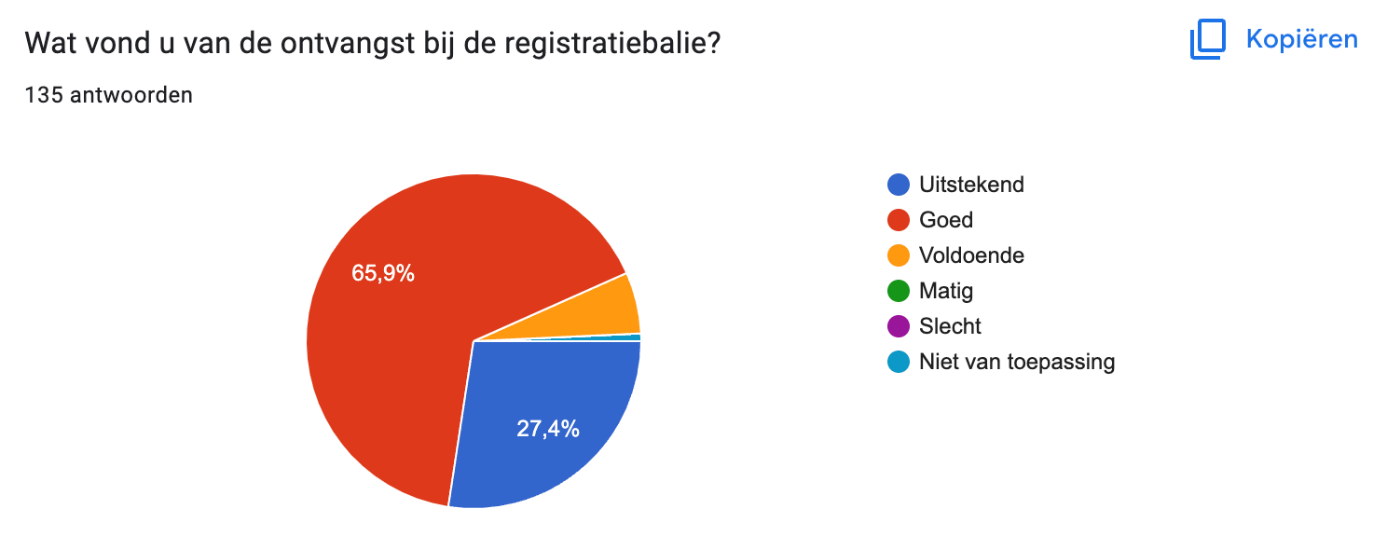 Wat vond u van de ontvangst bij de registratiebalie?
Kopiëren
135 antwoorden
65,9%
27,4%
Uitstekend
Goed
Voldoende
Matig
Slecht
Niet van toepassing